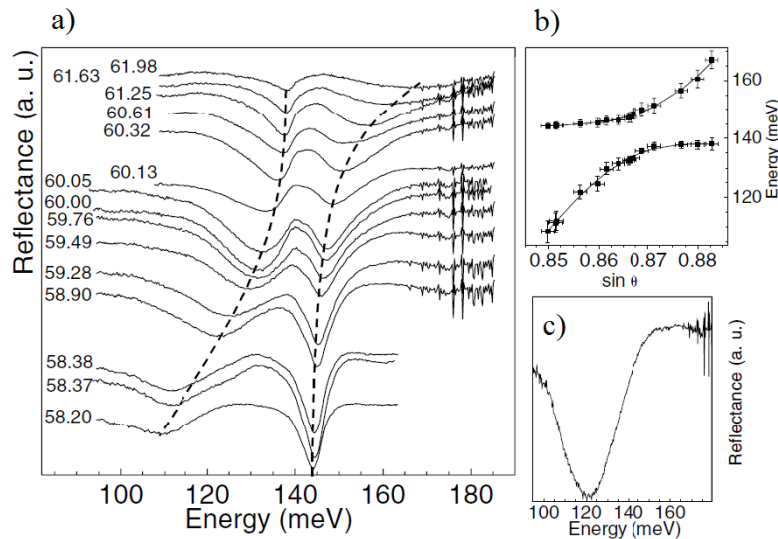 a)
Reflectance (a. u.)
61.98
61.63
61.25
60.61
60.32
60.13
60.05
60.00
59.76
59.49
59.28
58.90
58.38
58.37
58.20
100 120 140 160 180
Energy (meV)
b)
160
140
120
Energy (meV)
0.85 0.86 0.87 0.88
sin θ
c)
Reflectance (a. u.)
100 120 140 160
Energy (meV)